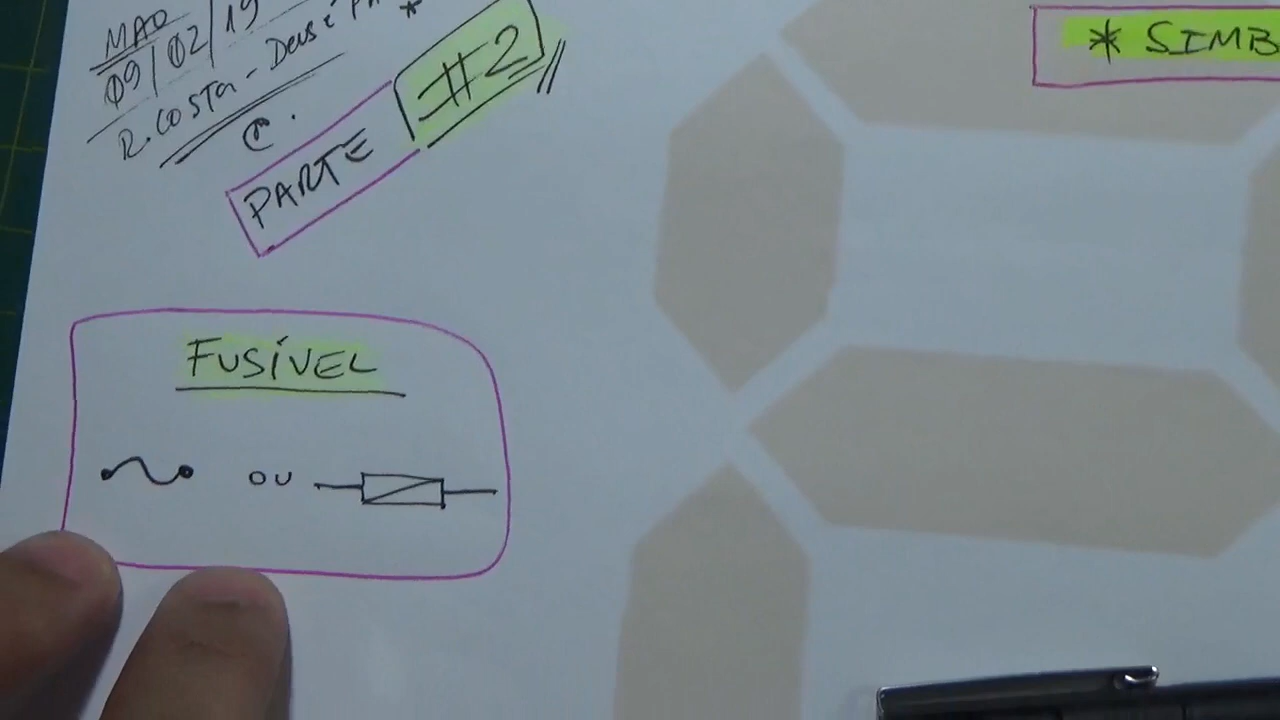 MAO
09/02/19
R. Costa - Deus é
C.
PARTE #2
* SIMB
FUSÍVEL
OU